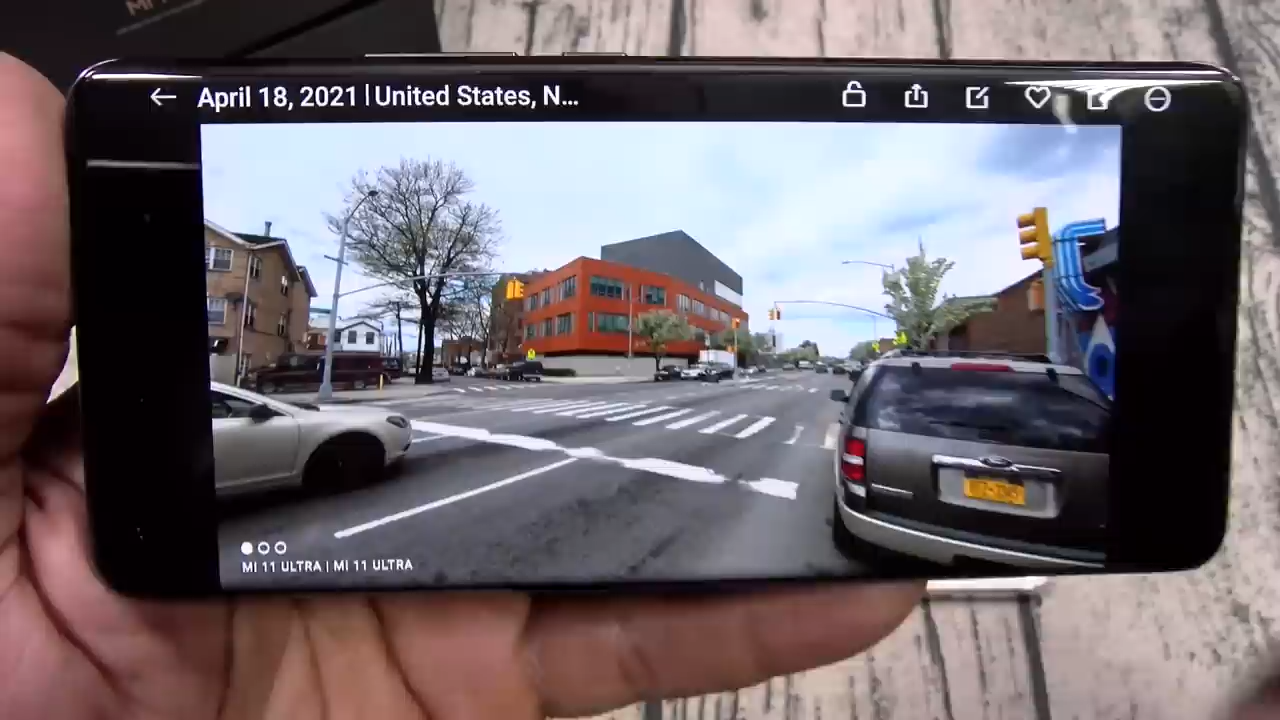 April 18, 2021 | United States, N...
MI 11 ULTRA | MI 11 ULTRA